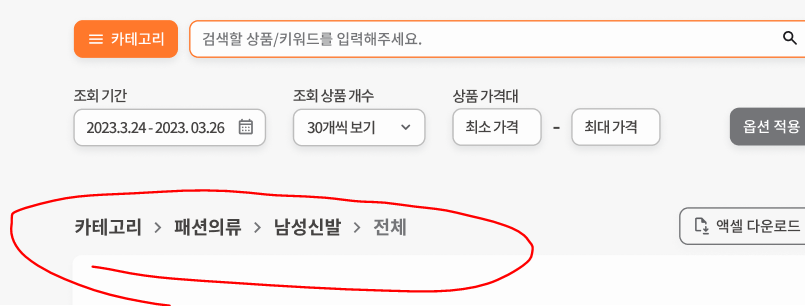 카테고리 검색할 상품/키워드를 입력해주세요.
조회 기간 조회 상품 개수 상품 가격대
2023.3.24 - 2023. 03.26 30개씩 보기 최소 가격 - 최대 가격 옵션 적용
카테고리 > 패션의류 > 남성신발 > 전체 엑셀 다운로드